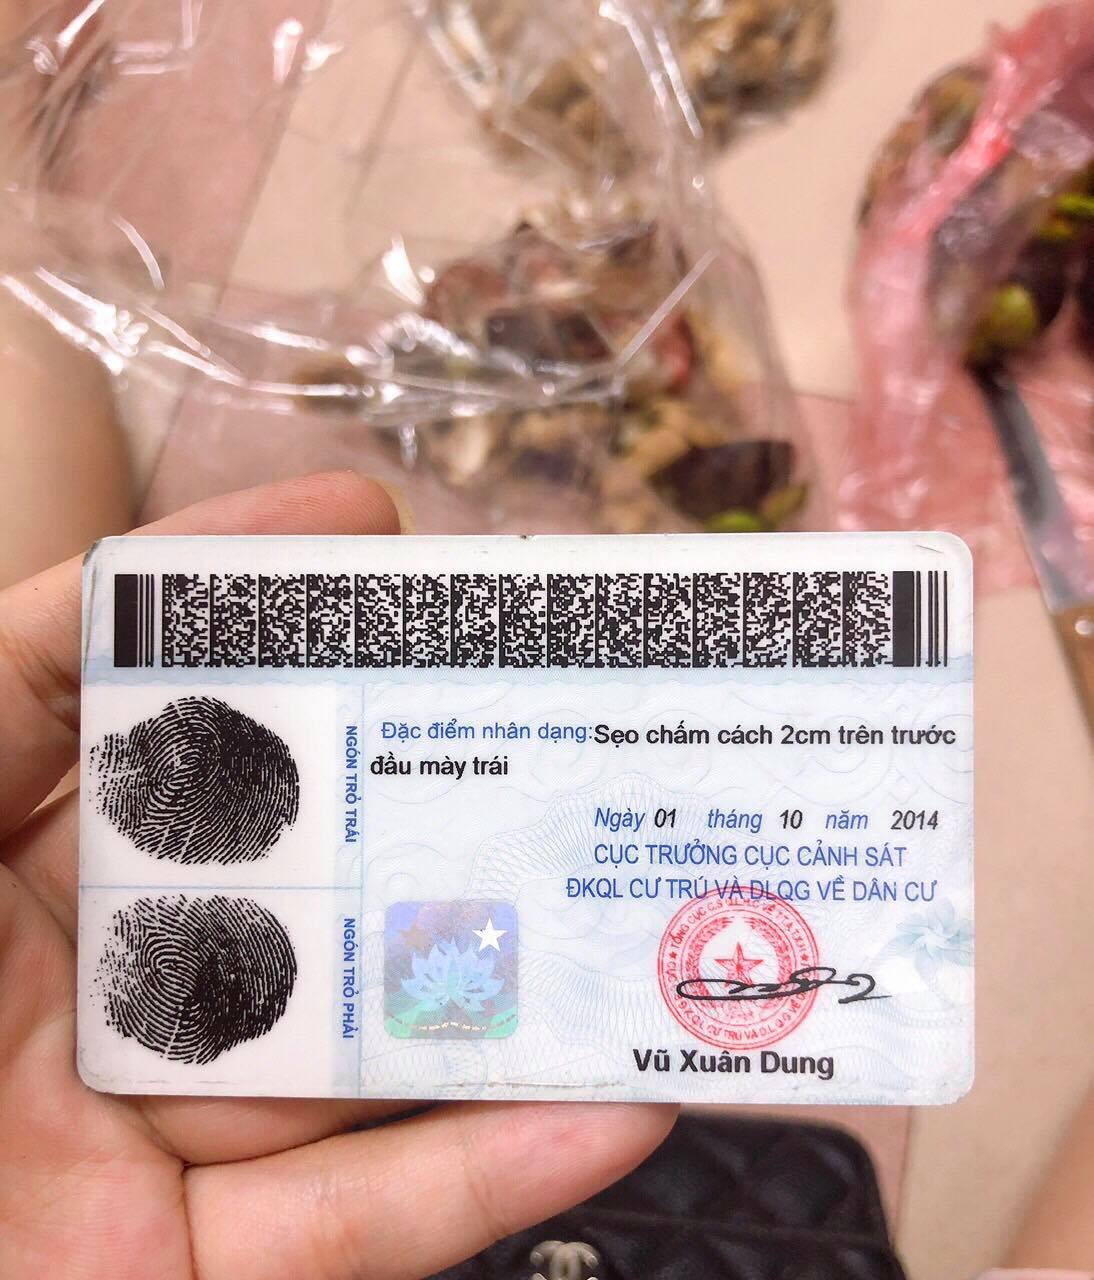 Đặc điểm nhân dạng:Sẹo chấm cách 2cm trên trước
đầu mày trái
NGÓN TRỎ TRÁI
NGÓN TRỎ PHẢI
Ngày 01 tháng 10 năm 2014
CỤC TRƯỞNG CỤC CẢNH SÁT
ĐKQL CƯ TRÚ VÀ DLQG VỀ DÂN CƯ
Vũ Xuân Dung